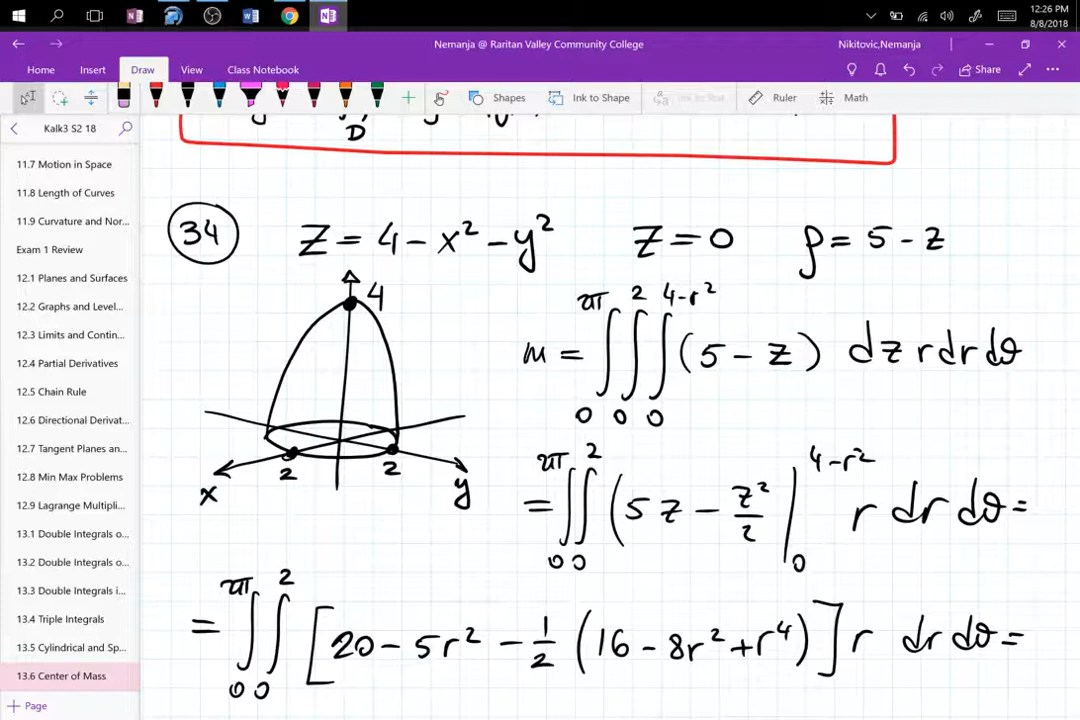 12:26 PM
8/8/2018
Nemanja @ Raritan Valley Community College
Nikitovic,Nemanja
Home Insert Draw View Class Notebook
Share
Shapes Ink to Shape Ink to Text Ruler Math
Kalk3 S2 18
11.7 Motion in Space
11.8 Length of Curves
11.9 Curvature and Nor...
Exam 1 Review
12.1 Planes and Surfaces
12.2 Graphs and Level...
12.3 Limits and Contin...
12.4 Partial Derivatives
12.5 Chain Rule
12.6 Directional Derivat...
12.7 Tangent Planes an...
12.8 Min Max Problems
12.9 Lagrange Multipli...
13.1 Double Integrals o...
13.2 Double Integrals o...
13.3 Double Integrals i...
13.4 Triple Integrals
13.5 Cylindrical and Sp...
13.6 Center of Mass
Page
D
34 z = 4 - x² - y² z = 0 ρ = 5 - z
4
2 2
x y
m = ∫₀^2π ∫₀^2 ∫₀^4-r² (5 - z) dz r dr dθ
= ∫₀^2π ∫₀^2 (5z - z²/2 |₀^4-r² r dr dθ =
= ∫₀^2π ∫₀^2 [20 - 5r² - 1/2 (16 - 8r² + r⁴)] r dr dθ =